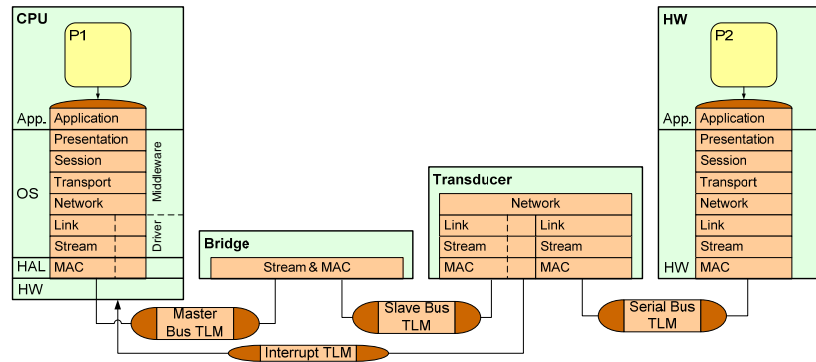 CPU
P1
App.
Application
OS
Presentation
Session
Transport
Network
Middleware
Link
Stream
Driver
HAL
MAC
HW
Bridge
Stream & MAC
Transducer
Network
Link
Link
Stream
Stream
MAC
MAC
HW
P2
App.
Application
Presentation
Session
Transport
Network
Link
Stream
HW
MAC
Master
Bus TLM
Slave Bus
TLM
Serial Bus
TLM
Interrupt TLM